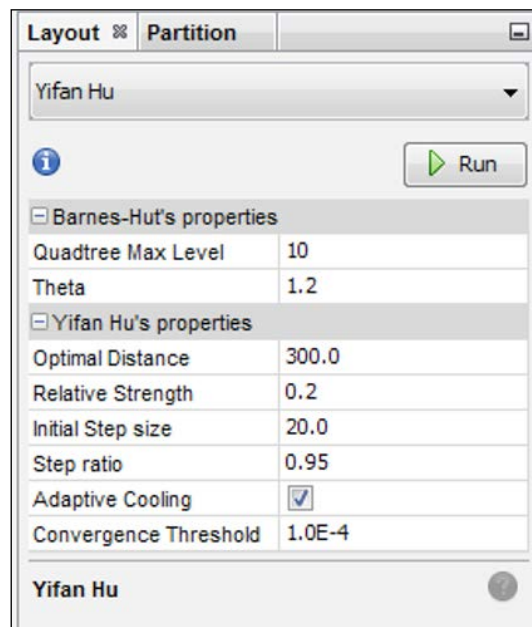 Layout Partition
Yifan Hu
Run
Barnes-Hut's properties
Quadtree Max Level 10
Theta 1.2
Yifan Hu's properties
Optimal Distance 300.0
Relative Strength 0.2
Initial Step size 20.0
Step ratio 0.95
Adaptive Cooling
Convergence Threshold 1.0E-4
Yifan Hu